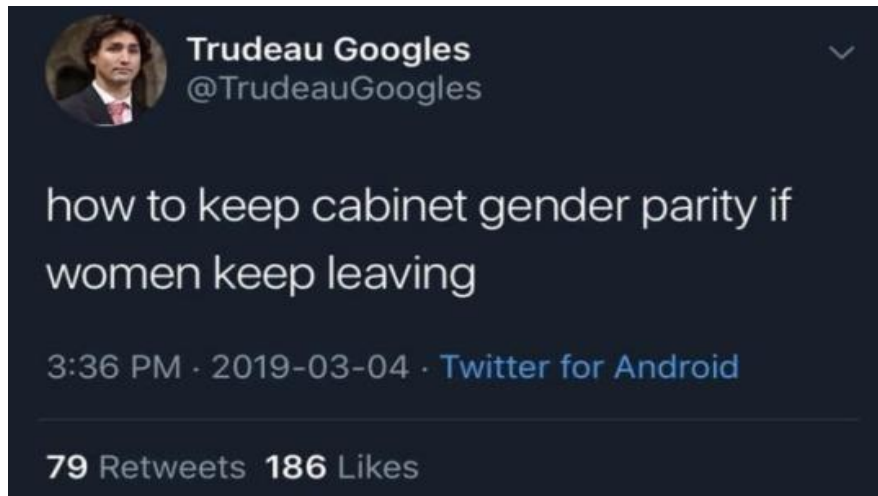 Trudeau Googles
@TrudeauGoogles
how to keep cabinet gender parity if
women keep leaving
3:36 PM · 2019-03-04 · Twitter for Android
79 Retweets 186 Likes